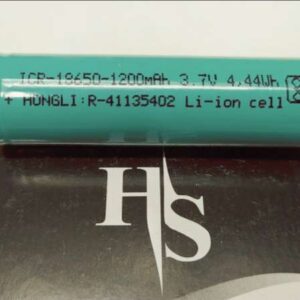 ICR-18650-1200mAh 3.7V 4.44Wh
+ HONGLI:R-41135402 Li-ion cell
HS